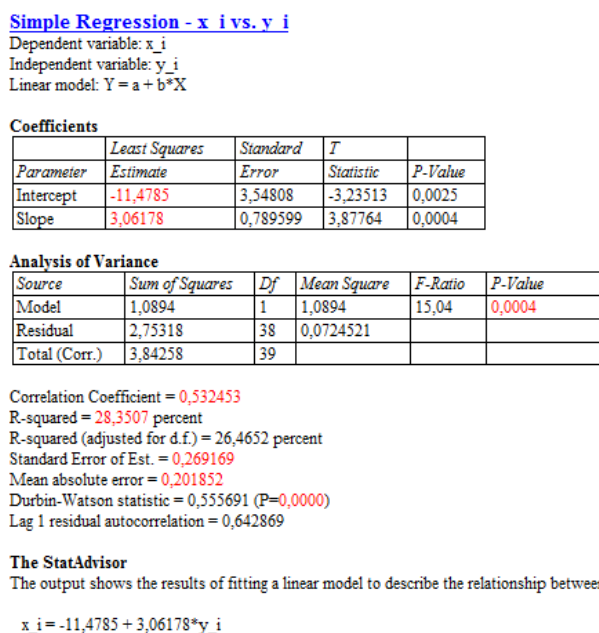 Simple Regression - x_i vs. y_i
Dependent variable: x_i
Independent variable: y_i
Linear model: Y = a + b*X
Coefficients
Least Squares Standard T
Parameter Estimate Error Statistic P-Value
Intercept -11,4785 3,54808 -3,23513 0,0025
Slope 3,06178 0,789599 3,87764 0,0004
Analysis of Variance
Source Sum of Squares Df Mean Square F-Ratio P-Value
Model 1,0894 1 1,0894 15,04 0,0004
Residual 2,75318 38 0,0724521
Total (Corr.) 3,84258 39
Correlation Coefficient = 0,532453
R-squared = 28,3507 percent
R-squared (adjusted for d.f.) = 26,4652 percent
Standard Error of Est. = 0,269169
Mean absolute error = 0,201852
Durbin-Watson statistic = 0,555691 (P=0,0000)
Lag 1 residual autocorrelation = 0,642869
The StatAdvisor
The output shows the results of fitting a linear model to describe the relationship between
x_i = -11,4785 + 3,06178*y_i